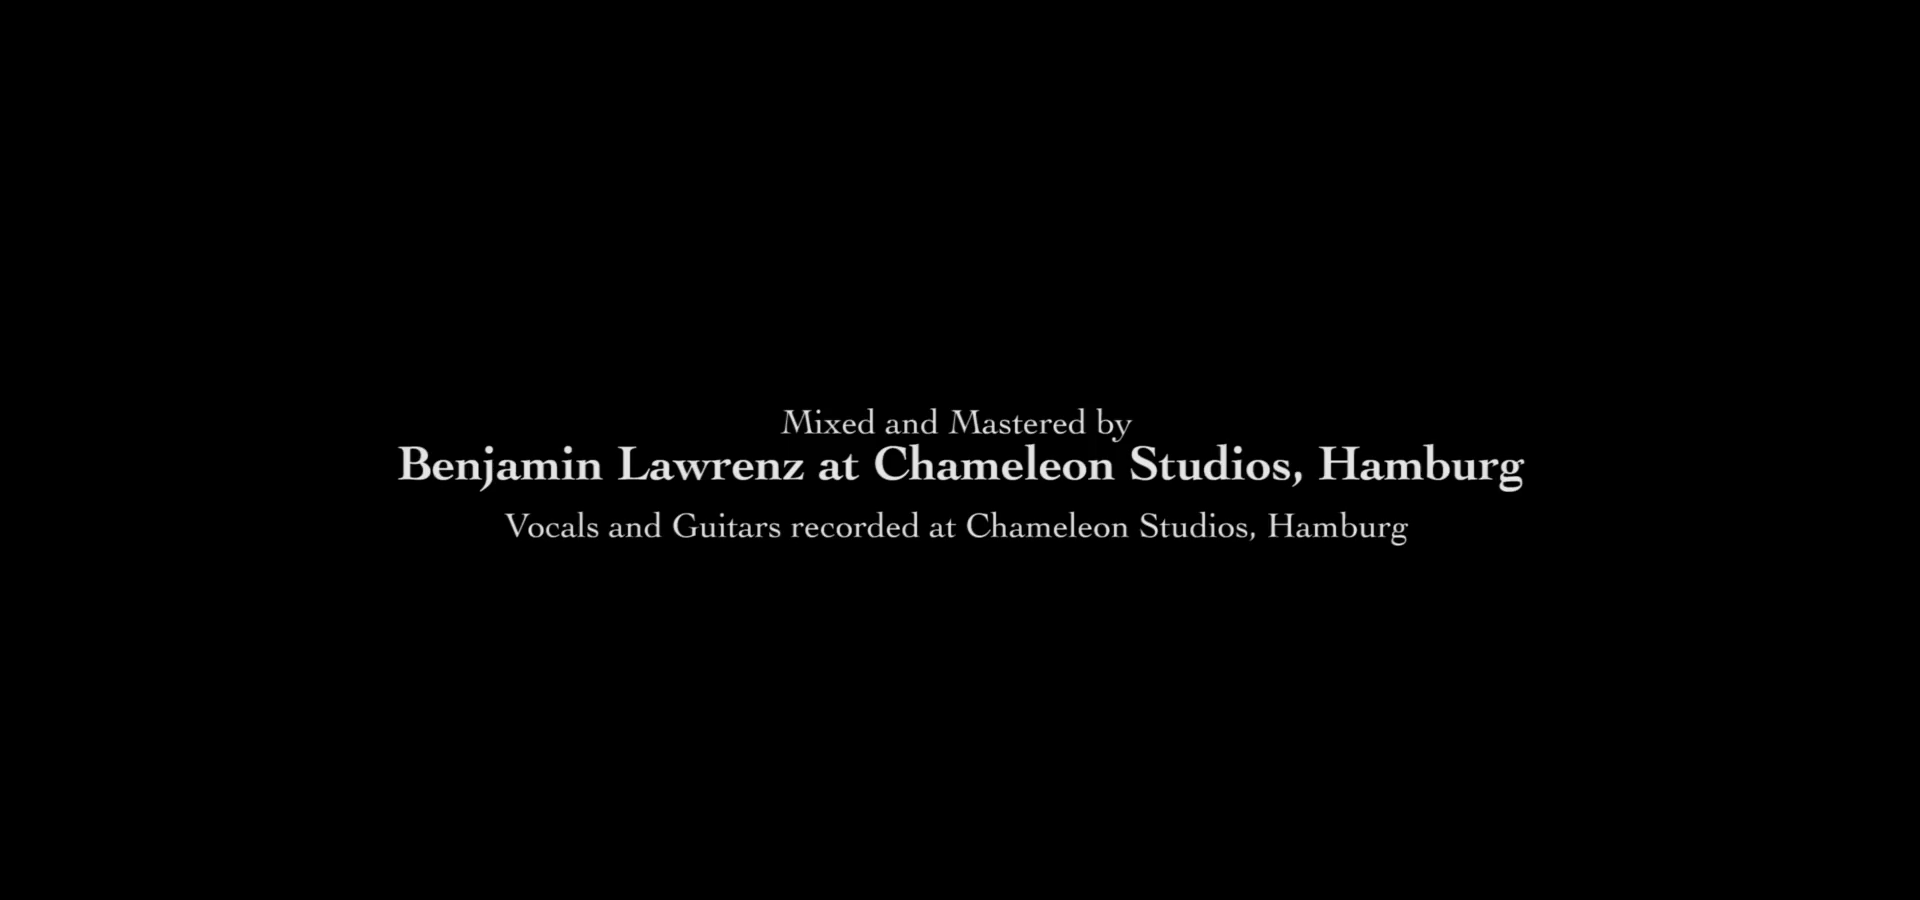 Mixed and Mastered by
Benjamin Lawrenz at Chameleon Studios, Hamburg
Vocals and Guitars recorded at Chameleon Studios, Hamburg